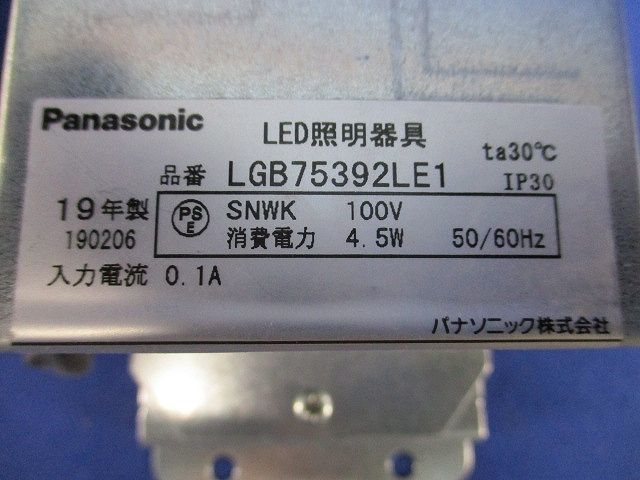 Panasonic
LED照明器具
ta30℃
品番 LGB75392LE1
IP30
19年製
190206
PS
E
SNWK 100V
消費電力 4.5W 50/60Hz
入力電流 0.1A
パナソニック株式会社